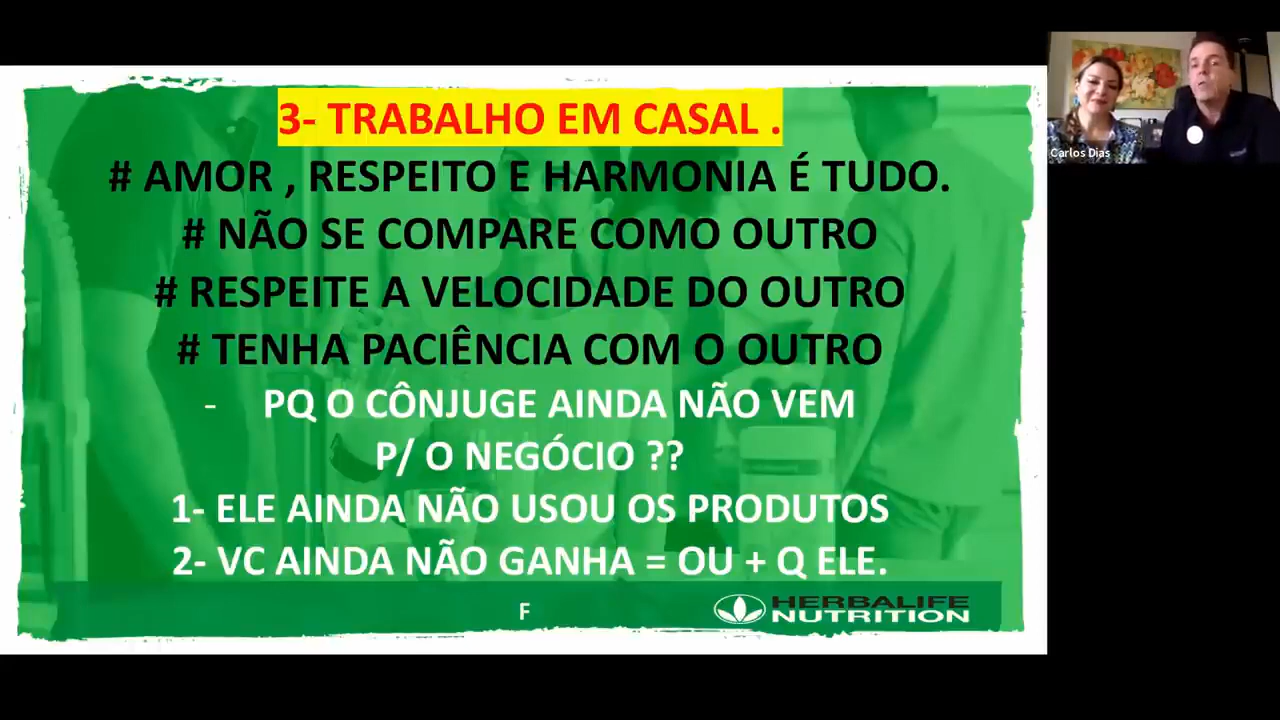 3- TRABALHO EM CASAL .
# AMOR , RESPEITO E HARMONIA É TUDO.
# NÃO SE COMPARE COMO OUTRO
# RESPEITE A VELOCIDADE DO OUTRO
# TENHA PACIÊNCIA COM O OUTRO
- PQ O CÔNJUGE AINDA NÃO VEM
P/ O NEGÓCIO ??
1- ELE AINDA NÃO USOU OS PRODUTOS
2- VC AINDA NÃO GANHA = OU + Q ELE.
F
HERBALIFE
NUTRITION
Carlos Dias